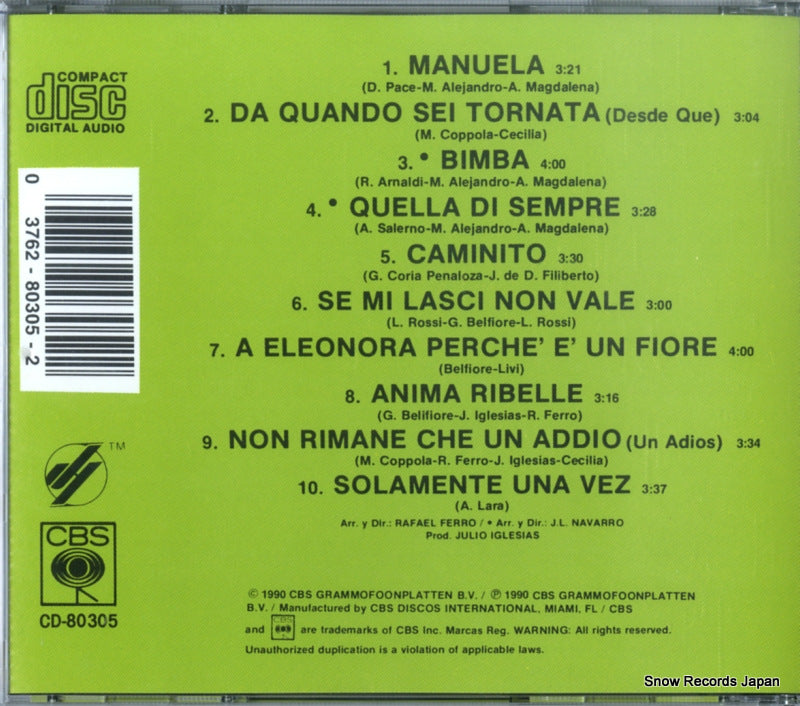 COMPACT
disc
DIGITAL AUDIO
0 3762-80305-2
TM
CBS
CD-80305
1. MANUELA 3:21
(D. Pace-M. Alejandro-A. Magdalena)
2. DA QUANDO SEI TORNATA (Desde Que) 3:04
(M. Coppola-Cecilia)
3. • BIMBA 4:00
(R. Arnaldi-M. Alejandro-A. Magdalena)
4. • QUELLA DI SEMPRE 3:28
(A. Salerno-M. Alejandro-A. Magdalena)
5. CAMINITO 3:30
(G. Coria Penaloza-J. de D. Filiberto)
6. SE MI LASCI NON VALE 3:00
(L. Rossi-G. Belfiore-L. Rossi)
7. A ELEONORA PERCHE' E' UN FIORE 4:00
(Belfiore-Livi)
8. ANIMA RIBELLE 3:16
(G. Belifiore-J. Iglesias-R. Ferro)
9. NON RIMANE CHE UN ADDIO (Un Adios) 3:34
(M. Coppola-R. Ferro-J. Iglesias-Cecilia)
10. SOLAMENTE UNA VEZ 3:37
(A. Lara)
Arr. y Dir.: RAFAEL FERRO / • Arr. y Dir.: J.L. NAVARRO
Prod. JULIO IGLESIAS
© 1990 CBS GRAMMOFOONPLATTEN B.V. / ℗ 1990 CBS GRAMMOFOONPLATTEN
B.V. / Manufactured by CBS DISCOS INTERNATIONAL, MIAMI, FL / CBS
and CBS are trademarks of CBS Inc. Marcas Reg. WARNING: All rights reserved.
Unauthorized duplication is a violation of applicable laws.
Snow Records Japan